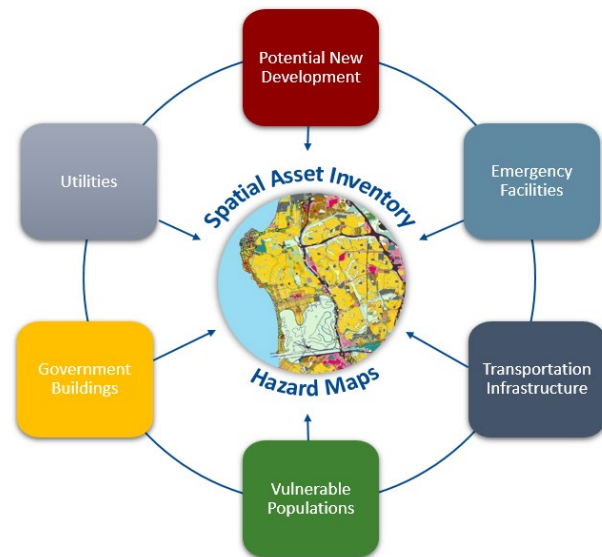 Potential New
Development
Utilities
Emergency
Facilities
Spatial Asset Inventory
Hazard Maps
Government
Buildings
Transportation
Infrastructure
Vulnerable
Populations